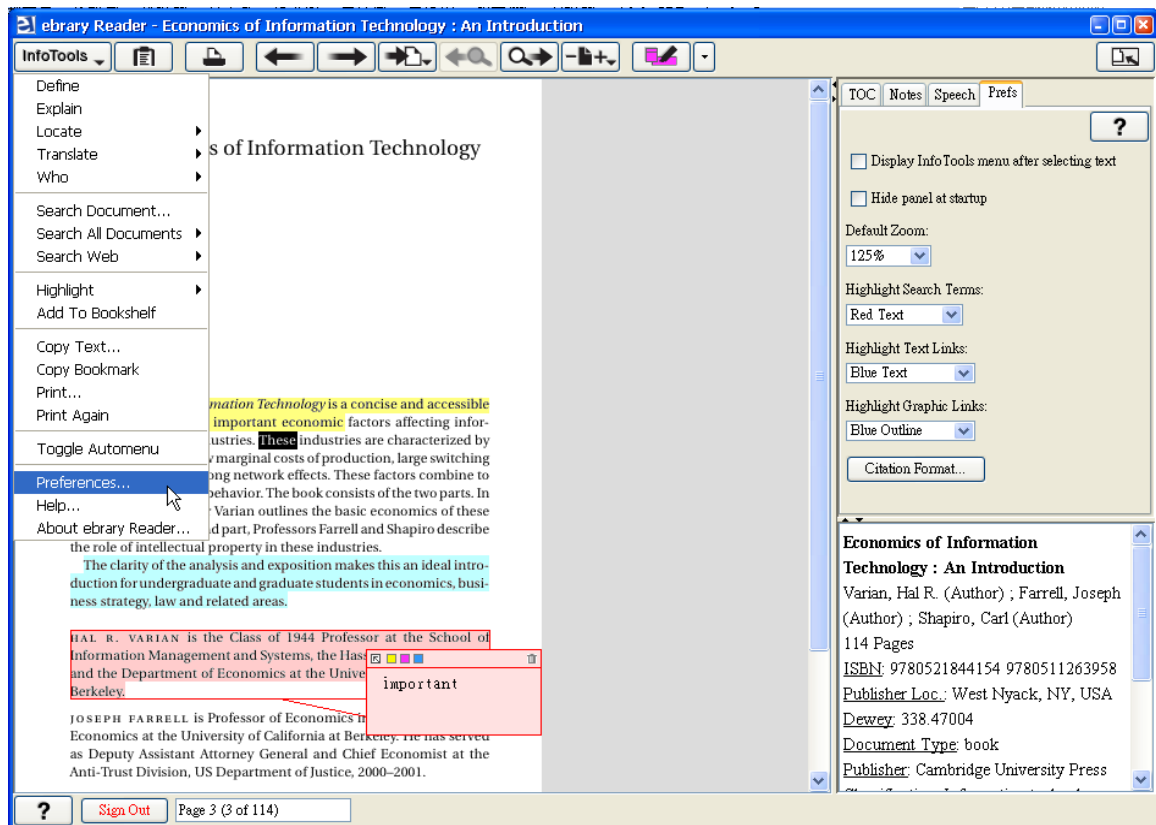 ebrary Reader - Economics of Information Technology : An Introduction
InfoTools
Define
Explain
Locate
Translate
Who
Search Document...
Search All Documents
Search Web
Highlight
Add To Bookshelf
Copy Text...
Copy Bookmark
Print...
Print Again
Toggle Automenu
Preferences...
Help...
About ebrary Reader...
s of Information Technology
mation Technology is a concise and accessible
important economic factors affecting infor-
ustries. These industries are characterized by
marginal costs of production, large switching
ong network effects. These factors combine to
behavior. The book consists of the two parts. In
Varian outlines the basic economics of these
d part, Professors Farrell and Shapiro describe
the role of intellectual property in these industries.
The clarity of the analysis and exposition makes this an ideal intro-
duction for undergraduate and graduate students in economics, busi-
ness strategy, law and related areas.
HAL R. VARIAN is the Class of 1944 Professor at the School of
Information Management and Systems, the Has
and the Department of Economics at the Unive
Berkeley.
important
JOSEPH FARRELL is Professor of Economics
Economics at the University of California at Berkeley. He has served
as Deputy Assistant Attorney General and Chief Economist at the
Anti-Trust Division, US Department of Justice, 2000–2001.
TOC Notes Speech Prefs
?
Display InfoTools menu after selecting text
Hide panel at startup
Default Zoom:
125%
Highlight Search Terms:
Red Text
Highlight Text Links:
Blue Text
Highlight Graphic Links:
Blue Outline
Citation Format...
Economics of Information
Technology : An Introduction
Varian, Hal R. (Author) ; Farrell, Joseph
(Author) ; Shapiro, Carl (Author)
114 Pages
ISBN: 9780521844154 9780511263958
Publisher Loc.: West Nyack, NY, USA
Dewey: 338.47004
Document Type: book
Publisher: Cambridge University Press
? Sign Out Page 3 (3 of 114)